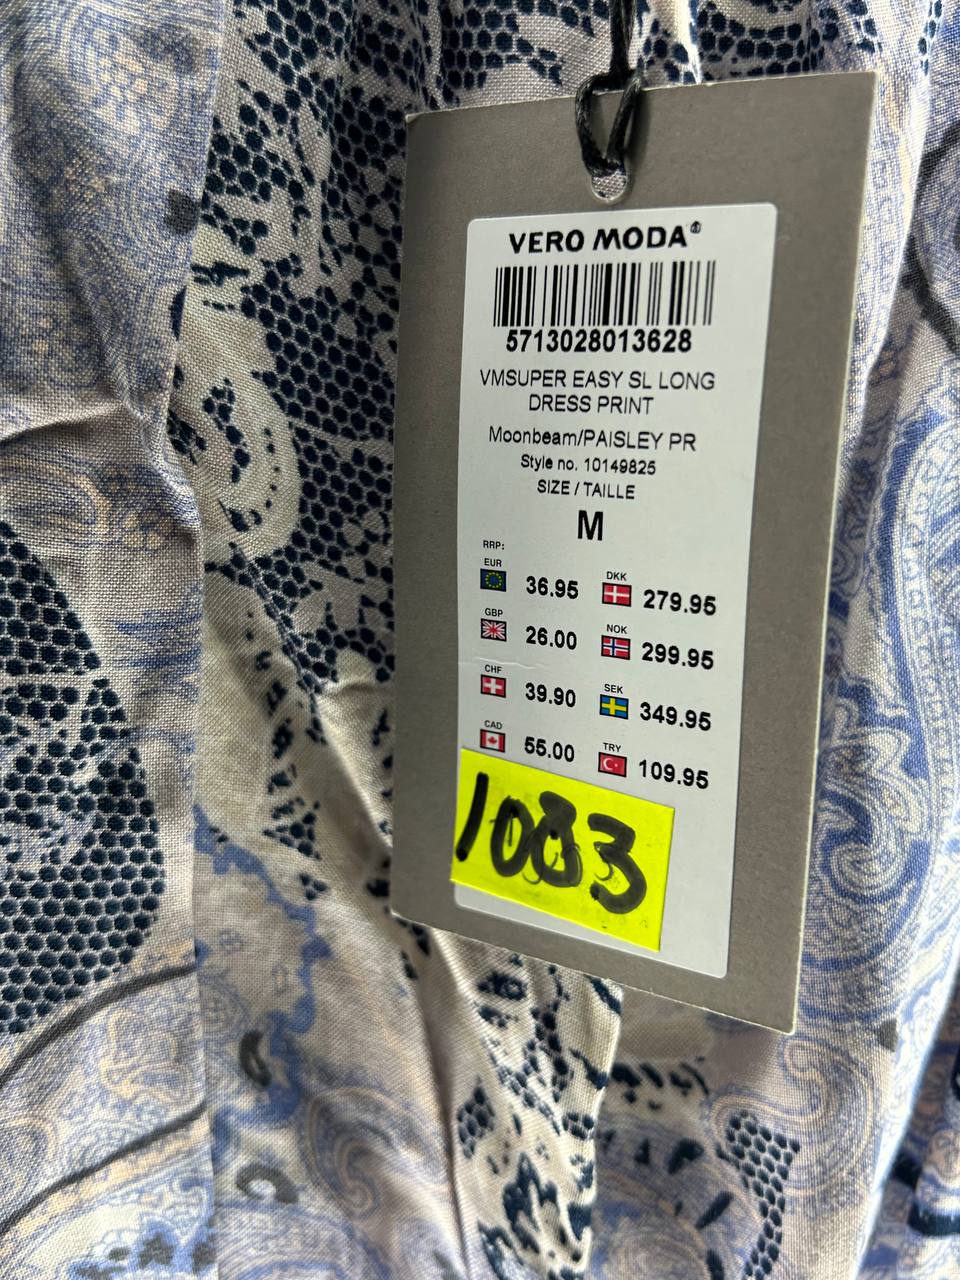 VERO MODA®
5713028013628
VMSUPER EASY SL LONG
DRESS PRINT
Moonbeam/PAISLEY PR
Style no. 10149825
SIZE / TAILLE
M
RRP:
EUR 36.95 DKK 279.95
GBP 26.00 NOK 299.95
CHF 39.90 SEK 349.95
CAD 55.00 TRY 109.95
1083